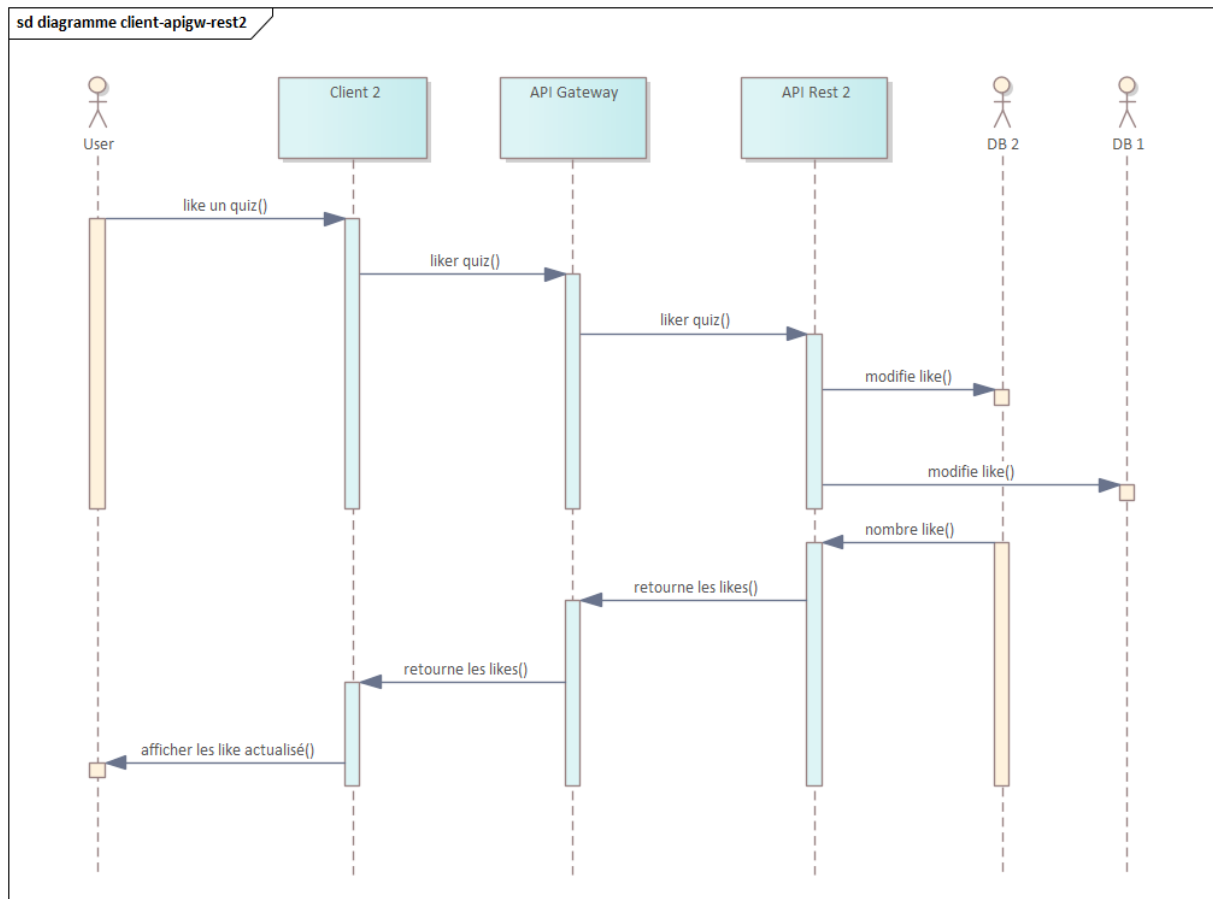 sd diagramme client-apigw-rest2
Client 2
API Gateway
API Rest 2
User
DB 2
DB 1
like un quiz()
liker quiz()
liker quiz()
modifie like()
modifie like()
nombre like()
retourne les likes()
retourne les likes()
afficher les like actualisé()